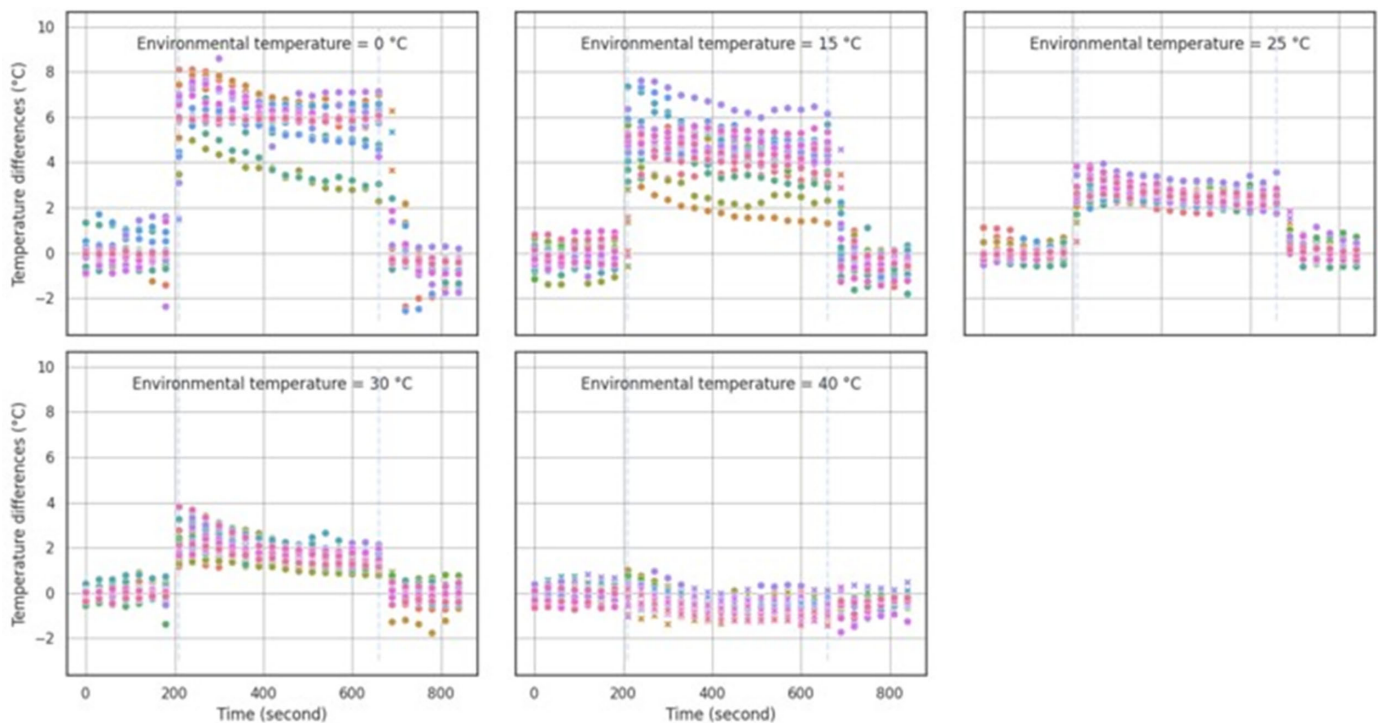 Environmental temperature = 0 °C
Environmental temperature = 15 °C
Environmental temperature = 25 °C
Temperature differences (°C)
10
8
6
4
2
0
−2
Environmental temperature = 30 °C
Environmental temperature = 40 °C
Temperature differences (°C)
10
8
6
4
2
0
−2
0 200 400 600 800
0 200 400 600 800
Time (second)
Time (second)